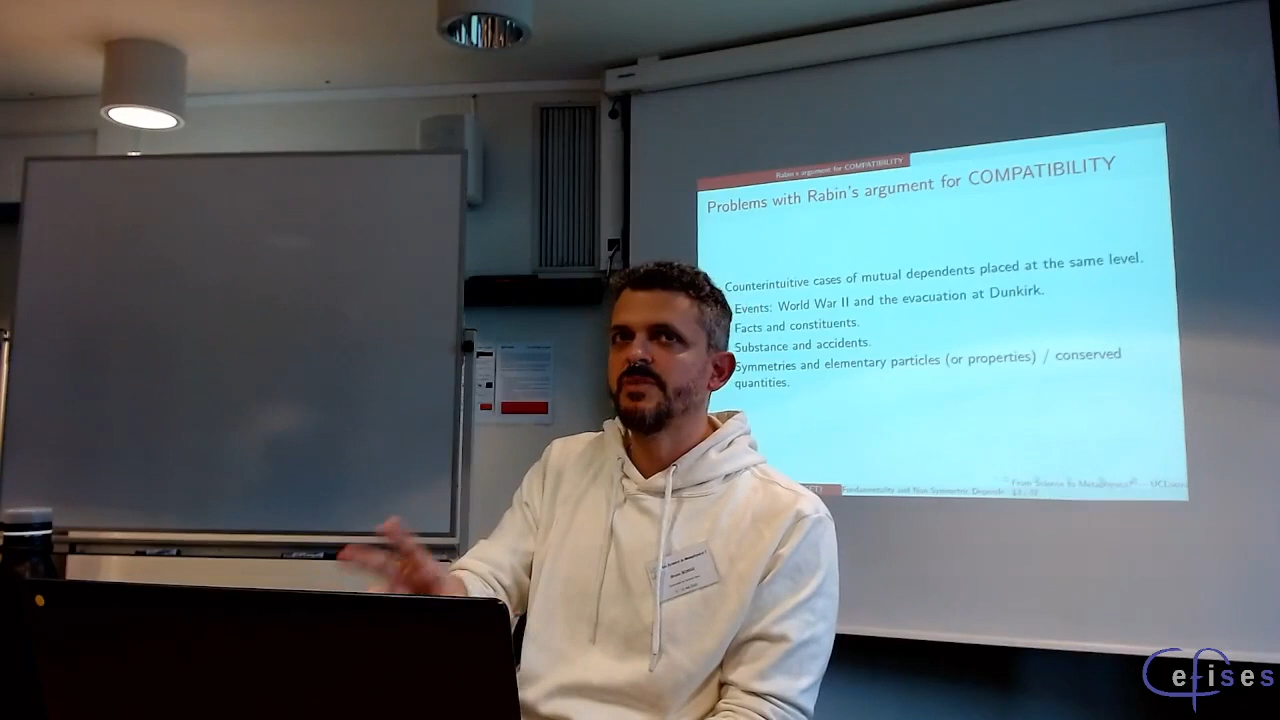 Rabin's argument for COMPATIBILITY
Problems with Rabin's argument for COMPATIBILITY
Counterintuitive cases of mutual dependents placed at the same level.
Events: World War II and the evacuation at Dunkirk.
Facts and constituents.
Substance and accidents.
Symmetries and elementary particles (or properties) / conserved
quantities.
From Science to Metaphysics
Fundamentality and Non-Symmetric Depende
Cefises